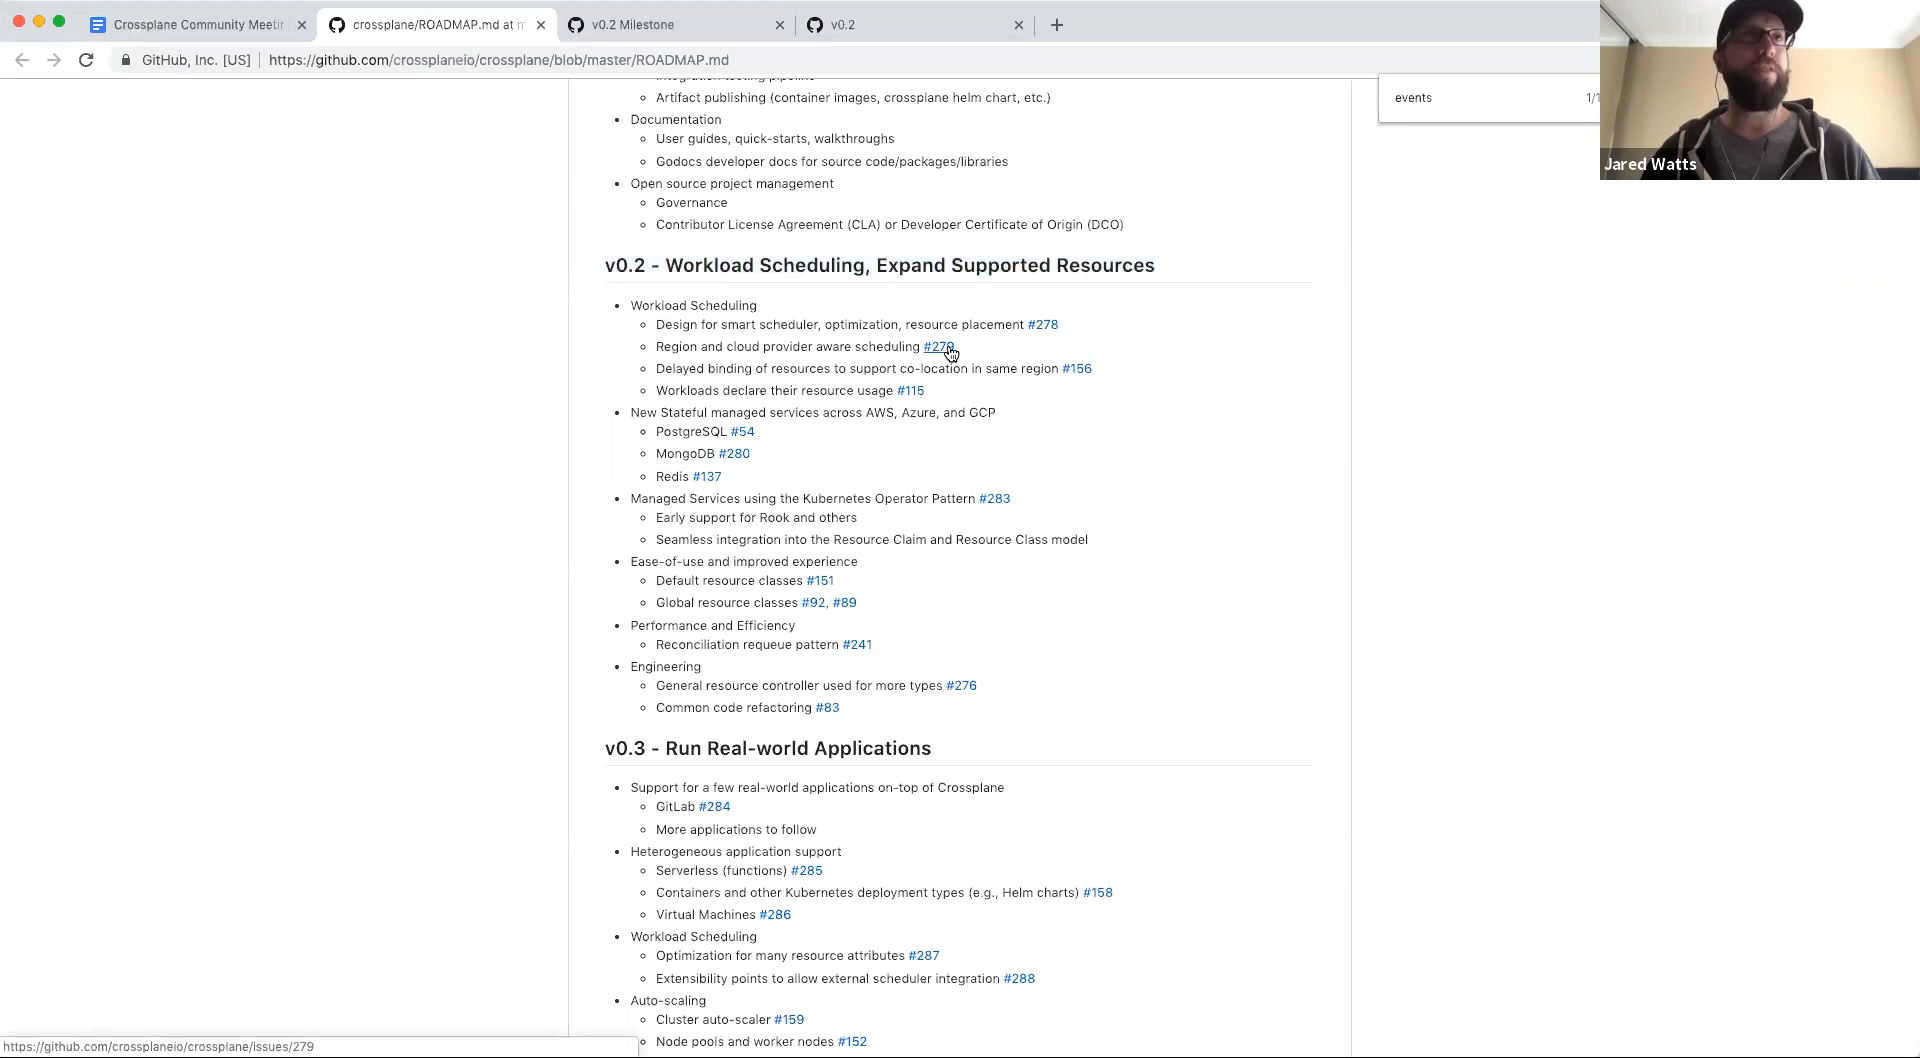 Crossplane Community Meetin
crossplane/ROADMAP.md at m
v0.2 Milestone
v0.2
GitHub, Inc. [US]
https://github.com/crossplaneio/crossplane/blob/master/ROADMAP.md
events
1/1
Jared Watts
Integration testing pipeline
Artifact publishing (container images, crossplane helm chart, etc.)
Documentation
User guides, quick-starts, walkthroughs
Godocs developer docs for source code/packages/libraries
Open source project management
Governance
Contributor License Agreement (CLA) or Developer Certificate of Origin (DCO)
v0.2 - Workload Scheduling, Expand Supported Resources
Workload Scheduling
Design for smart scheduler, optimization, resource placement #278
Region and cloud provider aware scheduling #279
Delayed binding of resources to support co-location in same region #156
Workloads declare their resource usage #115
New Stateful managed services across AWS, Azure, and GCP
PostgreSQL #54
MongoDB #280
Redis #137
Managed Services using the Kubernetes Operator Pattern #283
Early support for Rook and others
Seamless integration into the Resource Claim and Resource Class model
Ease-of-use and improved experience
Default resource classes #151
Global resource classes #92, #89
Performance and Efficiency
Reconciliation requeue pattern #241
Engineering
General resource controller used for more types #276
Common code refactoring #83
v0.3 - Run Real-world Applications
Support for a few real-world applications on-top of Crossplane
GitLab #284
More applications to follow
Heterogeneous application support
Serverless (functions) #285
Containers and other Kubernetes deployment types (e.g., Helm charts) #158
Virtual Machines #286
Workload Scheduling
Optimization for many resource attributes #287
Extensibility points to allow external scheduler integration #288
Auto-scaling
Cluster auto-scaler #159
Node pools and worker nodes #152
https://github.com/crossplaneio/crossplane/issues/279